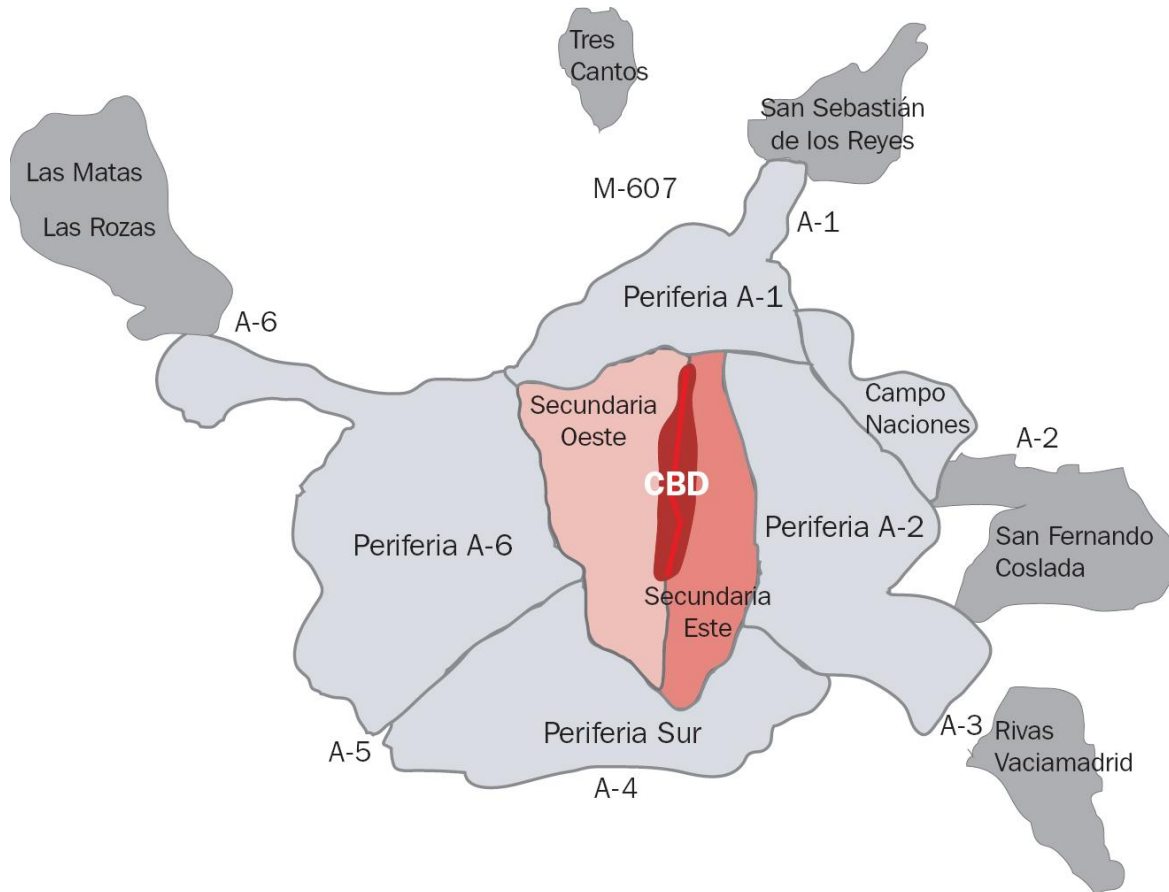 Tres
Cantos
San Sebastián
de los Reyes
Las Matas
Las Rozas
M-607
A-1
Periferia A-1
A-6
Secundaria
Oeste
Campo
Naciones
A-2
CBD
Periferia A-6
Periferia A-2
San Fernando
Coslada
Secundaria
Este
Periferia Sur
A-3
Rivas
Vaciamadrid
A-5
A-4